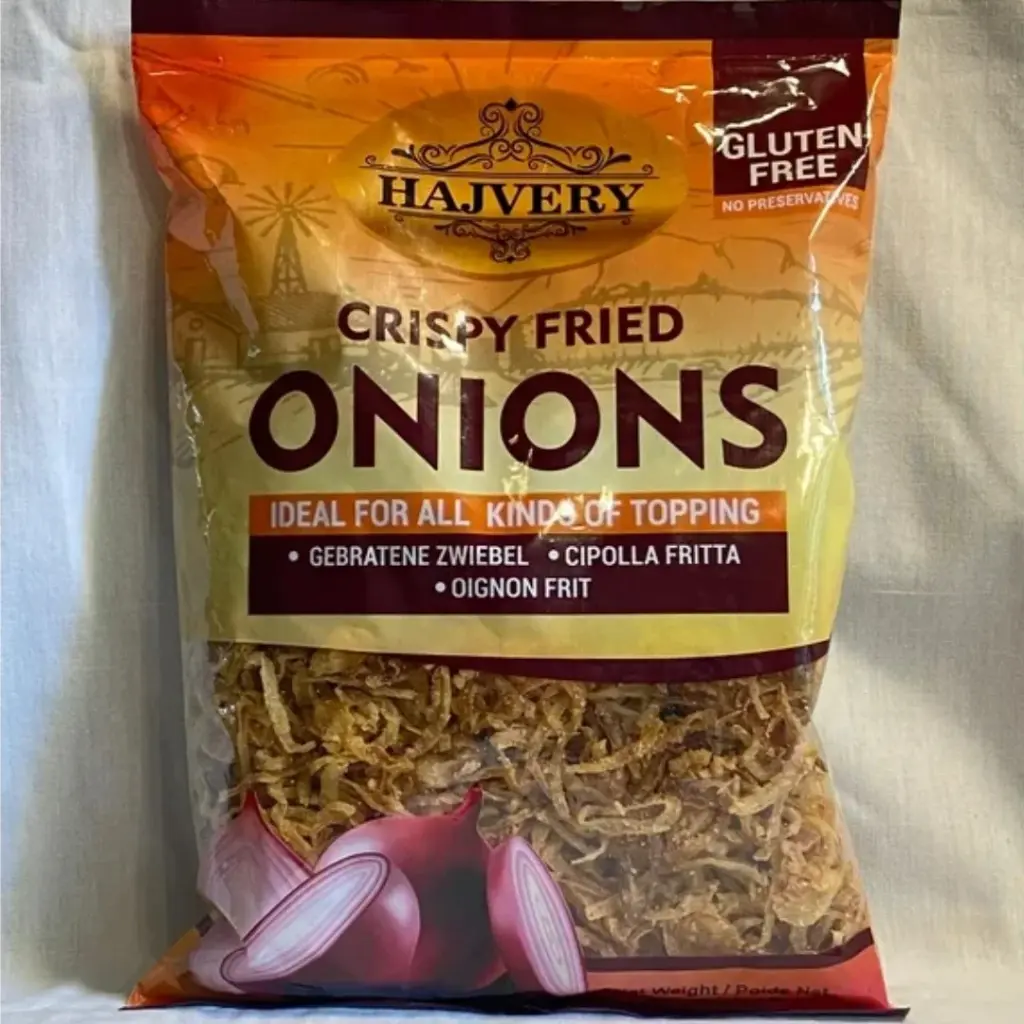 HAJVERY
GLUTEN
FREE
NO PRESERVATIVES
CRISPY FRIED
ONIONS
IDEAL FOR ALL KINDS OF TOPPING
• GEBRATENE ZWIEBEL • CIPOLLA FRITTA
• OIGNON FRIT
Weight / Poids Net